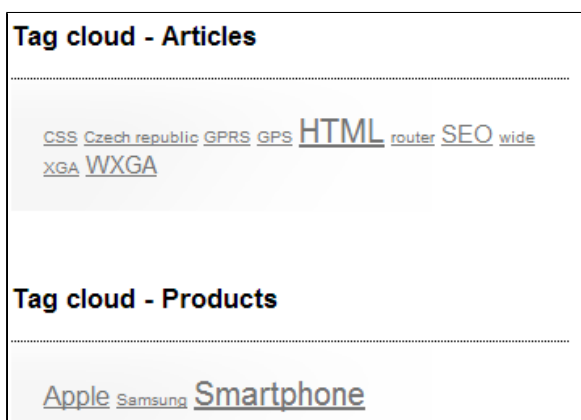 Tag cloud - Articles
CSS Czech republic GPRS GPS HTML router SEO wide
XGA WXGA
Tag cloud - Products
Apple Samsung Smartphone